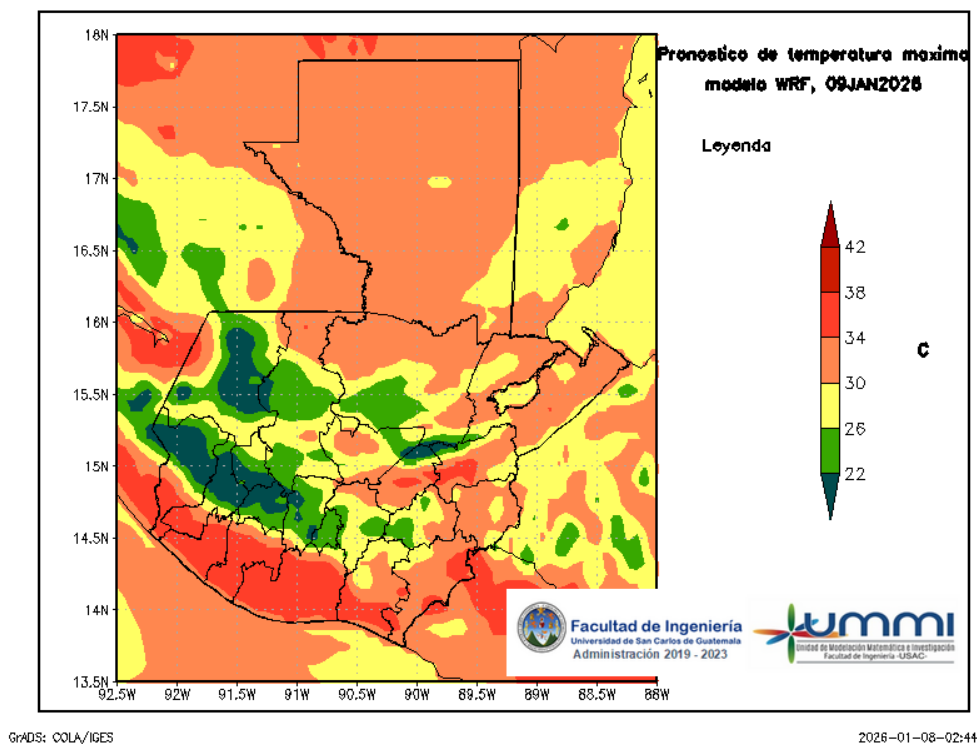 Pronostico de temperatura maxima
modelo WRF, 09JAN2026
Leyenda
42
38
34
30
26
22
C
18N
17.5N
17N
16.5N
16N
15.5N
15N
14.5N
14N
13.5N
92.5W 92W 91.5W 91W 90.5W 90W 89.5W 89W 88.5W 88W
Facultad de Ingeniería
Universidad de San Carlos de Guatemala
Administración 2019 - 2023
ummi
Unidad de Modelación Matemática e Investigación
Facultad de Ingeniería -USAC-
GrADS: COLA/IGES
2026-01-08-02:44